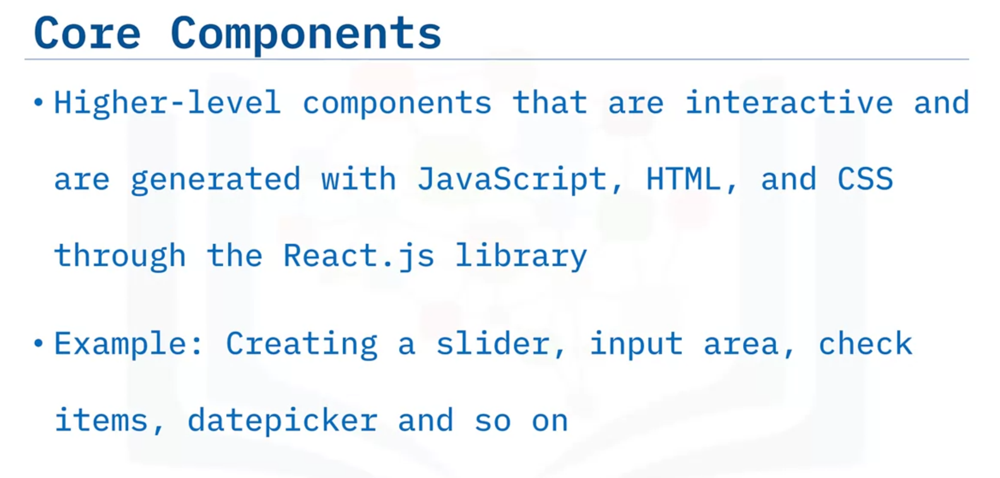 Core Components
• Higher-level components that are interactive and
are generated with JavaScript, HTML, and CSS
through the React.js library
• Example: Creating a slider, input area, check
items, datepicker and so on